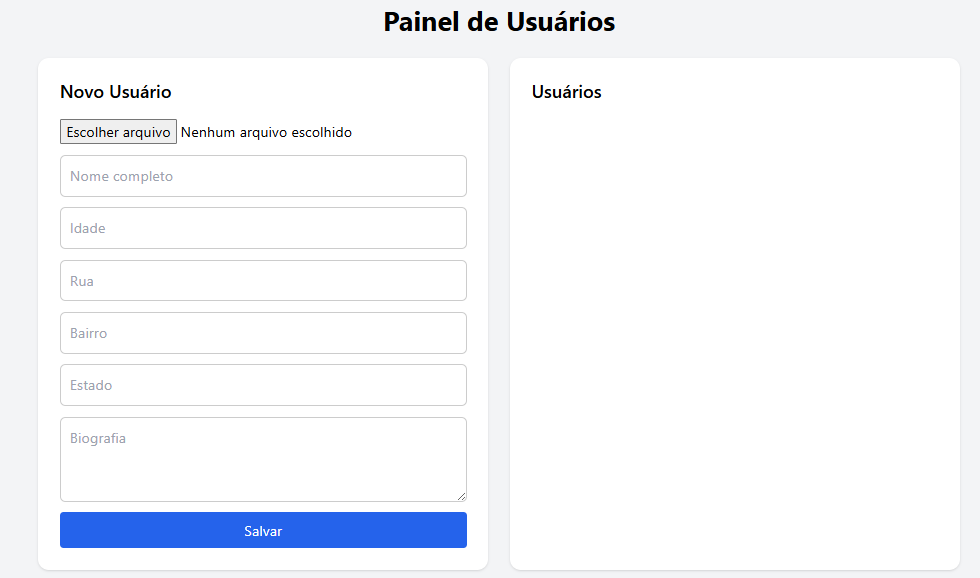 Painel de Usuários
Novo Usuário
Escolher arquivo Nenhum arquivo escolhido
Nome completo
Idade
Rua
Bairro
Estado
Biografia
Salvar
Usuários